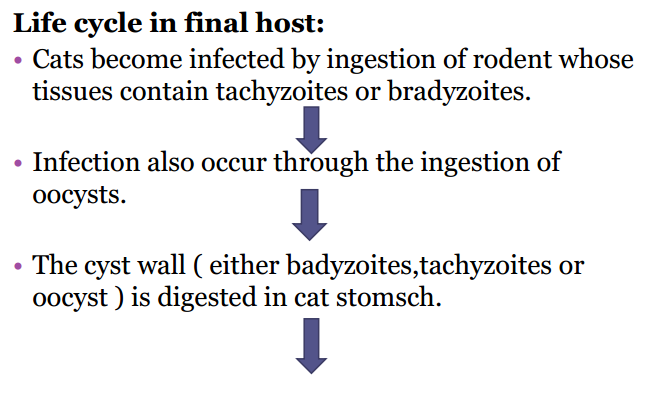 Life cycle in final host:
• Cats become infected by ingestion of rodent whose
tissues contain tachyzoites or bradyzoites.
• Infection also occur through the ingestion of
oocysts.
• The cyst wall ( either badyzoites,tachyzoites or
oocyst ) is digested in cat stomsch.